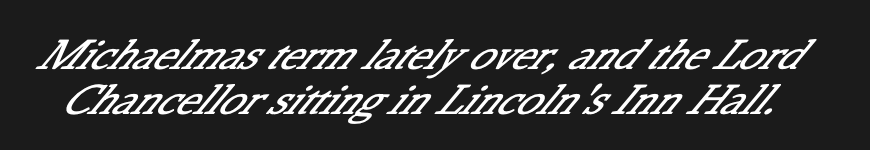 Michaelmas term lately over, and the Lord
Chancellor sitting in Lincoln's Inn Hall.